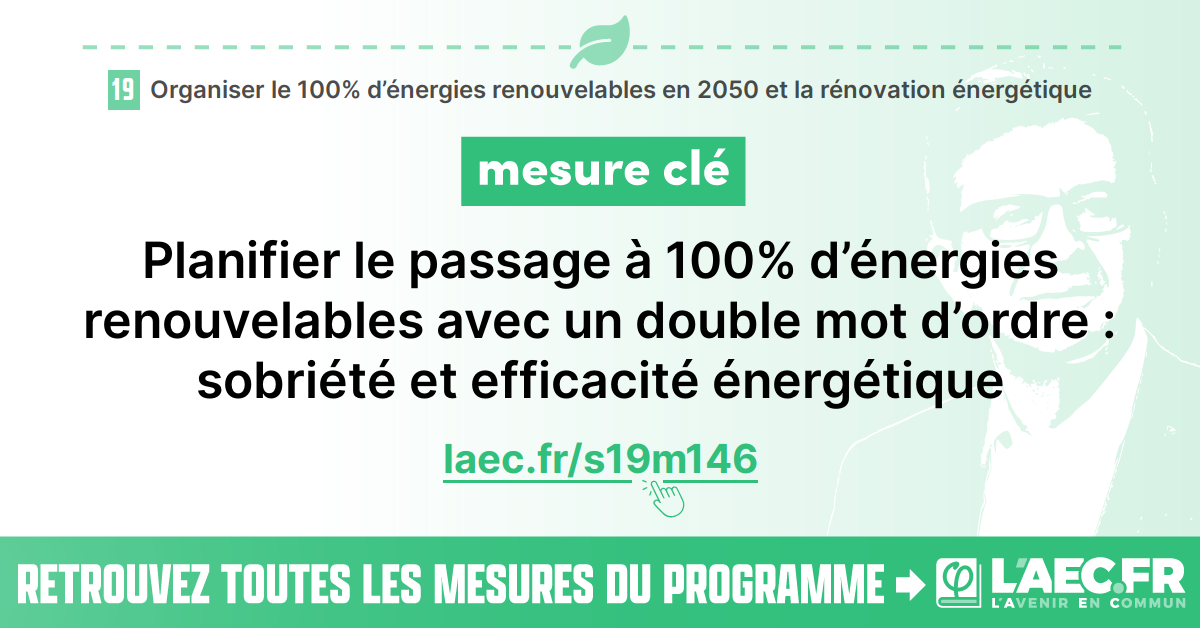 19 Organiser le 100% d’énergies renouvelables en 2050 et la rénovation énergétique
mesure clé
Planifier le passage à 100% d’énergies
renouvelables avec un double mot d’ordre :
sobriété et efficacité énergétique
laec.fr/s19m146
RETROUVEZ TOUTES LES MESURES DU PROGRAMME
φ L'AEC.FR
L'AVENIR EN COMMUN